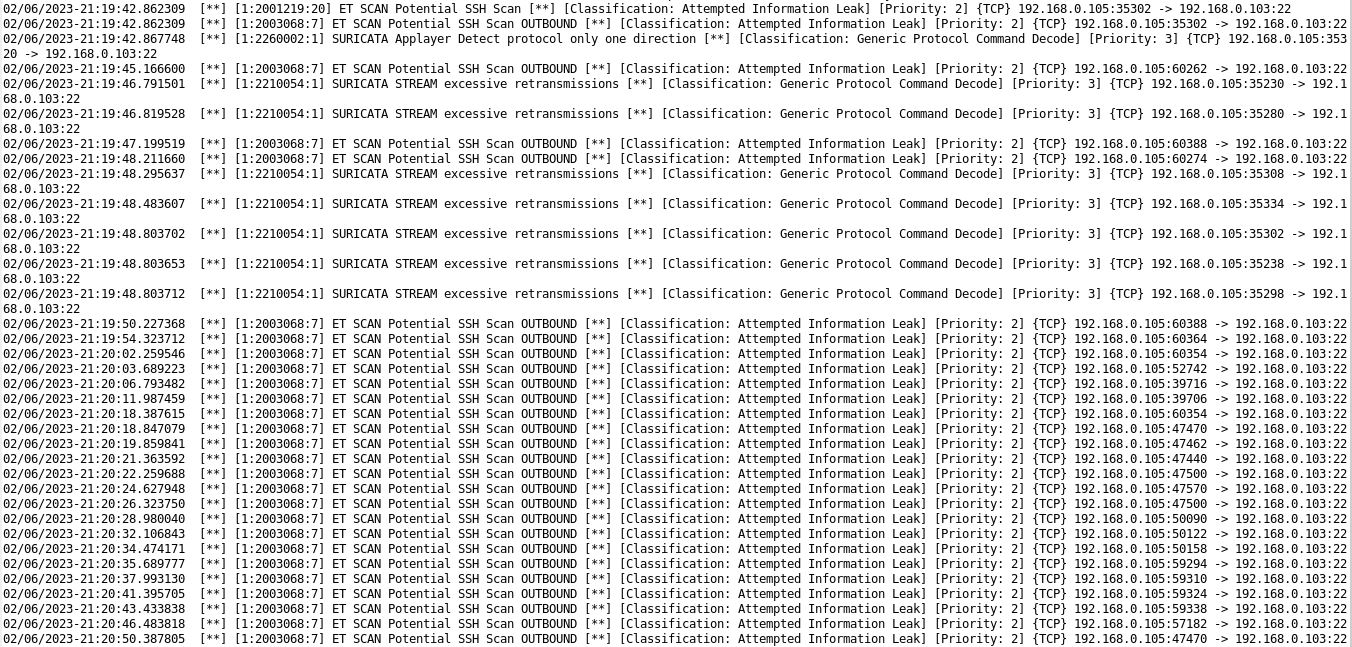 02/06/2023-21:19:42.862309  [**] [1:2001219:20] ET SCAN Potential SSH Scan [**] [Classification: Attempted Information Leak] [Priority: 2] {TCP} 192.168.0.105:35302 -> 192.168.0.103:22
02/06/2023-21:19:42.862309  [**] [1:2003068:7] ET SCAN Potential SSH Scan OUTBOUND [**] [Classification: Attempted Information Leak] [Priority: 2] {TCP} 192.168.0.105:35302 -> 192.168.0.103:22
02/06/2023-21:19:42.867748  [**] [1:2260002:1] SURICATA Applayer Detect protocol only one direction [**] [Classification: Generic Protocol Command Decode] [Priority: 3] {TCP} 192.168.0.105:353
20 -> 192.168.0.103:22
02/06/2023-21:19:45.166600  [**] [1:2003068:7] ET SCAN Potential SSH Scan OUTBOUND [**] [Classification: Attempted Information Leak] [Priority: 2] {TCP} 192.168.0.105:60262 -> 192.168.0.103:22
02/06/2023-21:19:46.791501  [**] [1:2210054:1] SURICATA STREAM excessive retransmissions [**] [Classification: Generic Protocol Command Decode] [Priority: 3] {TCP} 192.168.0.105:35230 -> 192.1
68.0.103:22
02/06/2023-21:19:46.819528  [**] [1:2210054:1] SURICATA STREAM excessive retransmissions [**] [Classification: Generic Protocol Command Decode] [Priority: 3] {TCP} 192.168.0.105:35280 -> 192.1
68.0.103:22
02/06/2023-21:19:47.199519  [**] [1:2003068:7] ET SCAN Potential SSH Scan OUTBOUND [**] [Classification: Attempted Information Leak] [Priority: 2] {TCP} 192.168.0.105:60388 -> 192.168.0.103:22
02/06/2023-21:19:48.211660  [**] [1:2003068:7] ET SCAN Potential SSH Scan OUTBOUND [**] [Classification: Attempted Information Leak] [Priority: 2] {TCP} 192.168.0.105:60274 -> 192.168.0.103:22
02/06/2023-21:19:48.295637  [**] [1:2210054:1] SURICATA STREAM excessive retransmissions [**] [Classification: Generic Protocol Command Decode] [Priority: 3] {TCP} 192.168.0.105:35308 -> 192.1
68.0.103:22
02/06/2023-21:19:48.483607  [**] [1:2210054:1] SURICATA STREAM excessive retransmissions [**] [Classification: Generic Protocol Command Decode] [Priority: 3] {TCP} 192.168.0.105:35334 -> 192.1
68.0.103:22
02/06/2023-21:19:48.803702  [**] [1:2210054:1] SURICATA STREAM excessive retransmissions [**] [Classification: Generic Protocol Command Decode] [Priority: 3] {TCP} 192.168.0.105:35302 -> 192.1
68.0.103:22
02/06/2023-21:19:48.803653  [**] [1:2210054:1] SURICATA STREAM excessive retransmissions [**] [Classification: Generic Protocol Command Decode] [Priority: 3] {TCP} 192.168.0.105:35238 -> 192.1
68.0.103:22
02/06/2023-21:19:48.803712  [**] [1:2210054:1] SURICATA STREAM excessive retransmissions [**] [Classification: Generic Protocol Command Decode] [Priority: 3] {TCP} 192.168.0.105:35298 -> 192.1
68.0.103:22
02/06/2023-21:19:50.227368  [**] [1:2003068:7] ET SCAN Potential SSH Scan OUTBOUND [**] [Classification: Attempted Information Leak] [Priority: 2] {TCP} 192.168.0.105:60388 -> 192.168.0.103:22
02/06/2023-21:19:54.323712  [**] [1:2003068:7] ET SCAN Potential SSH Scan OUTBOUND [**] [Classification: Attempted Information Leak] [Priority: 2] {TCP} 192.168.0.105:60364 -> 192.168.0.103:22
02/06/2023-21:20:02.259546  [**] [1:2003068:7] ET SCAN Potential SSH Scan OUTBOUND [**] [Classification: Attempted Information Leak] [Priority: 2] {TCP} 192.168.0.105:60354 -> 192.168.0.103:22
02/06/2023-21:20:03.689223  [**] [1:2003068:7] ET SCAN Potential SSH Scan OUTBOUND [**] [Classification: Attempted Information Leak] [Priority: 2] {TCP} 192.168.0.105:52742 -> 192.168.0.103:22
02/06/2023-21:20:06.793482  [**] [1:2003068:7] ET SCAN Potential SSH Scan OUTBOUND [**] [Classification: Attempted Information Leak] [Priority: 2] {TCP} 192.168.0.105:39716 -> 192.168.0.103:22
02/06/2023-21:20:11.987459  [**] [1:2003068:7] ET SCAN Potential SSH Scan OUTBOUND [**] [Classification: Attempted Information Leak] [Priority: 2] {TCP} 192.168.0.105:39706 -> 192.168.0.103:22
02/06/2023-21:20:18.387615  [**] [1:2003068:7] ET SCAN Potential SSH Scan OUTBOUND [**] [Classification: Attempted Information Leak] [Priority: 2] {TCP} 192.168.0.105:60354 -> 192.168.0.103:22
02/06/2023-21:20:18.847079  [**] [1:2003068:7] ET SCAN Potential SSH Scan OUTBOUND [**] [Classification: Attempted Information Leak] [Priority: 2] {TCP} 192.168.0.105:47470 -> 192.168.0.103:22
02/06/2023-21:20:19.859841  [**] [1:2003068:7] ET SCAN Potential SSH Scan OUTBOUND [**] [Classification: Attempted Information Leak] [Priority: 2] {TCP} 192.168.0.105:47462 -> 192.168.0.103:22
02/06/2023-21:20:21.363592  [**] [1:2003068:7] ET SCAN Potential SSH Scan OUTBOUND [**] [Classification: Attempted Information Leak] [Priority: 2] {TCP} 192.168.0.105:47440 -> 192.168.0.103:22
02/06/2023-21:20:22.259688  [**] [1:2003068:7] ET SCAN Potential SSH Scan OUTBOUND [**] [Classification: Attempted Information Leak] [Priority: 2] {TCP} 192.168.0.105:47500 -> 192.168.0.103:22
02/06/2023-21:20:24.627948  [**] [1:2003068:7] ET SCAN Potential SSH Scan OUTBOUND [**] [Classification: Attempted Information Leak] [Priority: 2] {TCP} 192.168.0.105:47570 -> 192.168.0.103:22
02/06/2023-21:20:26.323750  [**] [1:2003068:7] ET SCAN Potential SSH Scan OUTBOUND [**] [Classification: Attempted Information Leak] [Priority: 2] {TCP} 192.168.0.105:47500 -> 192.168.0.103:22
02/06/2023-21:20:28.980040  [**] [1:2003068:7] ET SCAN Potential SSH Scan OUTBOUND [**] [Classification: Attempted Information Leak] [Priority: 2] {TCP} 192.168.0.105:50090 -> 192.168.0.103:22
02/06/2023-21:20:32.106843  [**] [1:2003068:7] ET SCAN Potential SSH Scan OUTBOUND [**] [Classification: Attempted Information Leak] [Priority: 2] {TCP} 192.168.0.105:50122 -> 192.168.0.103:22
02/06/2023-21:20:34.474171  [**] [1:2003068:7] ET SCAN Potential SSH Scan OUTBOUND [**] [Classification: Attempted Information Leak] [Priority: 2] {TCP} 192.168.0.105:50158 -> 192.168.0.103:22
02/06/2023-21:20:35.689777  [**] [1:2003068:7] ET SCAN Potential SSH Scan OUTBOUND [**] [Classification: Attempted Information Leak] [Priority: 2] {TCP} 192.168.0.105:59294 -> 192.168.0.103:22
02/06/2023-21:20:37.993130  [**] [1:2003068:7] ET SCAN Potential SSH Scan OUTBOUND [**] [Classification: Attempted Information Leak] [Priority: 2] {TCP} 192.168.0.105:59310 -> 192.168.0.103:22
02/06/2023-21:20:41.395705  [**] [1:2003068:7] ET SCAN Potential SSH Scan OUTBOUND [**] [Classification: Attempted Information Leak] [Priority: 2] {TCP} 192.168.0.105:59324 -> 192.168.0.103:22
02/06/2023-21:20:43.433838  [**] [1:2003068:7] ET SCAN Potential SSH Scan OUTBOUND [**] [Classification: Attempted Information Leak] [Priority: 2] {TCP} 192.168.0.105:59338 -> 192.168.0.103:22
02/06/2023-21:20:46.483818  [**] [1:2003068:7] ET SCAN Potential SSH Scan OUTBOUND [**] [Classification: Attempted Information Leak] [Priority: 2] {TCP} 192.168.0.105:57182 -> 192.168.0.103:22
02/06/2023-21:20:50.387805  [**] [1:2003068:7] ET SCAN Potential SSH Scan OUTBOUND [**] [Classification: Attempted Information Leak] [Priority: 2] {TCP} 192.168.0.105:47470 -> 192.168.0.103:22